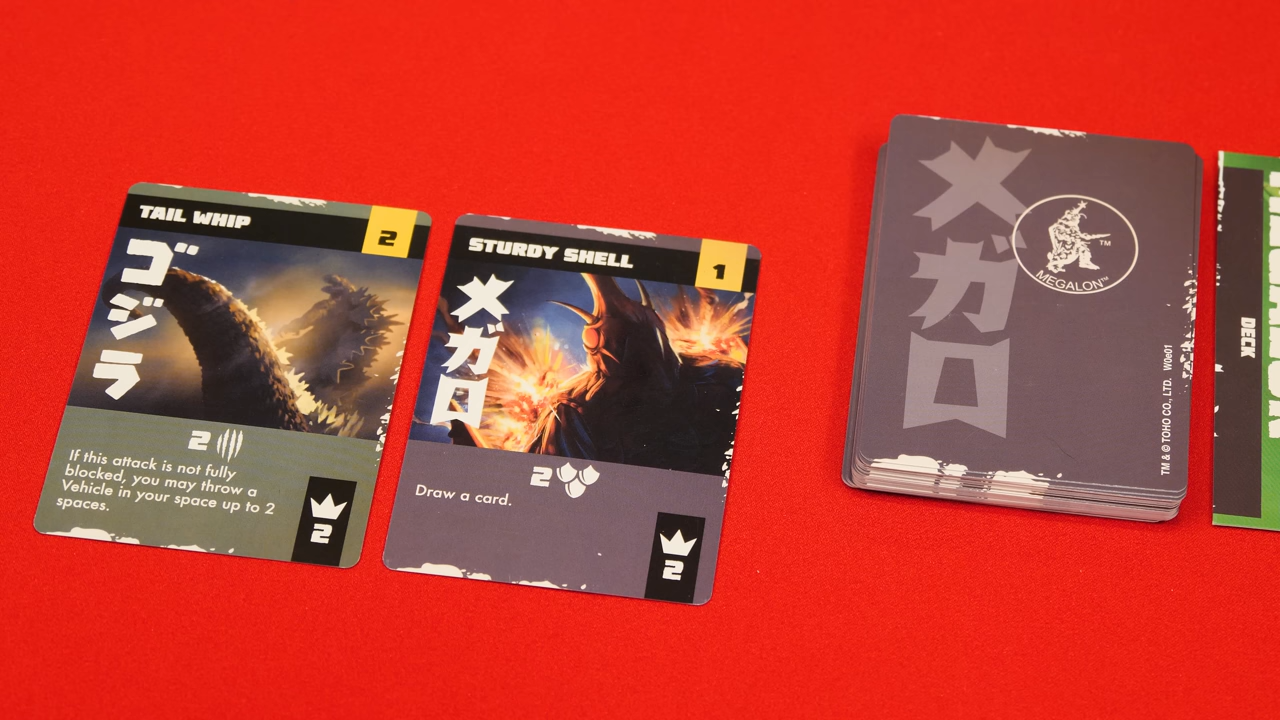 TAIL WHIP
2
ゴジラ
2
If this attack is not fully
blocked, you may throw a
Vehicle in your space up to 2
spaces.
2
STURDY SHELL
1
メガロ
2
Draw a card.
2
メガロ
TM
MEGALON™
TM & © TOHO CO., LTD. W0e01
DECK